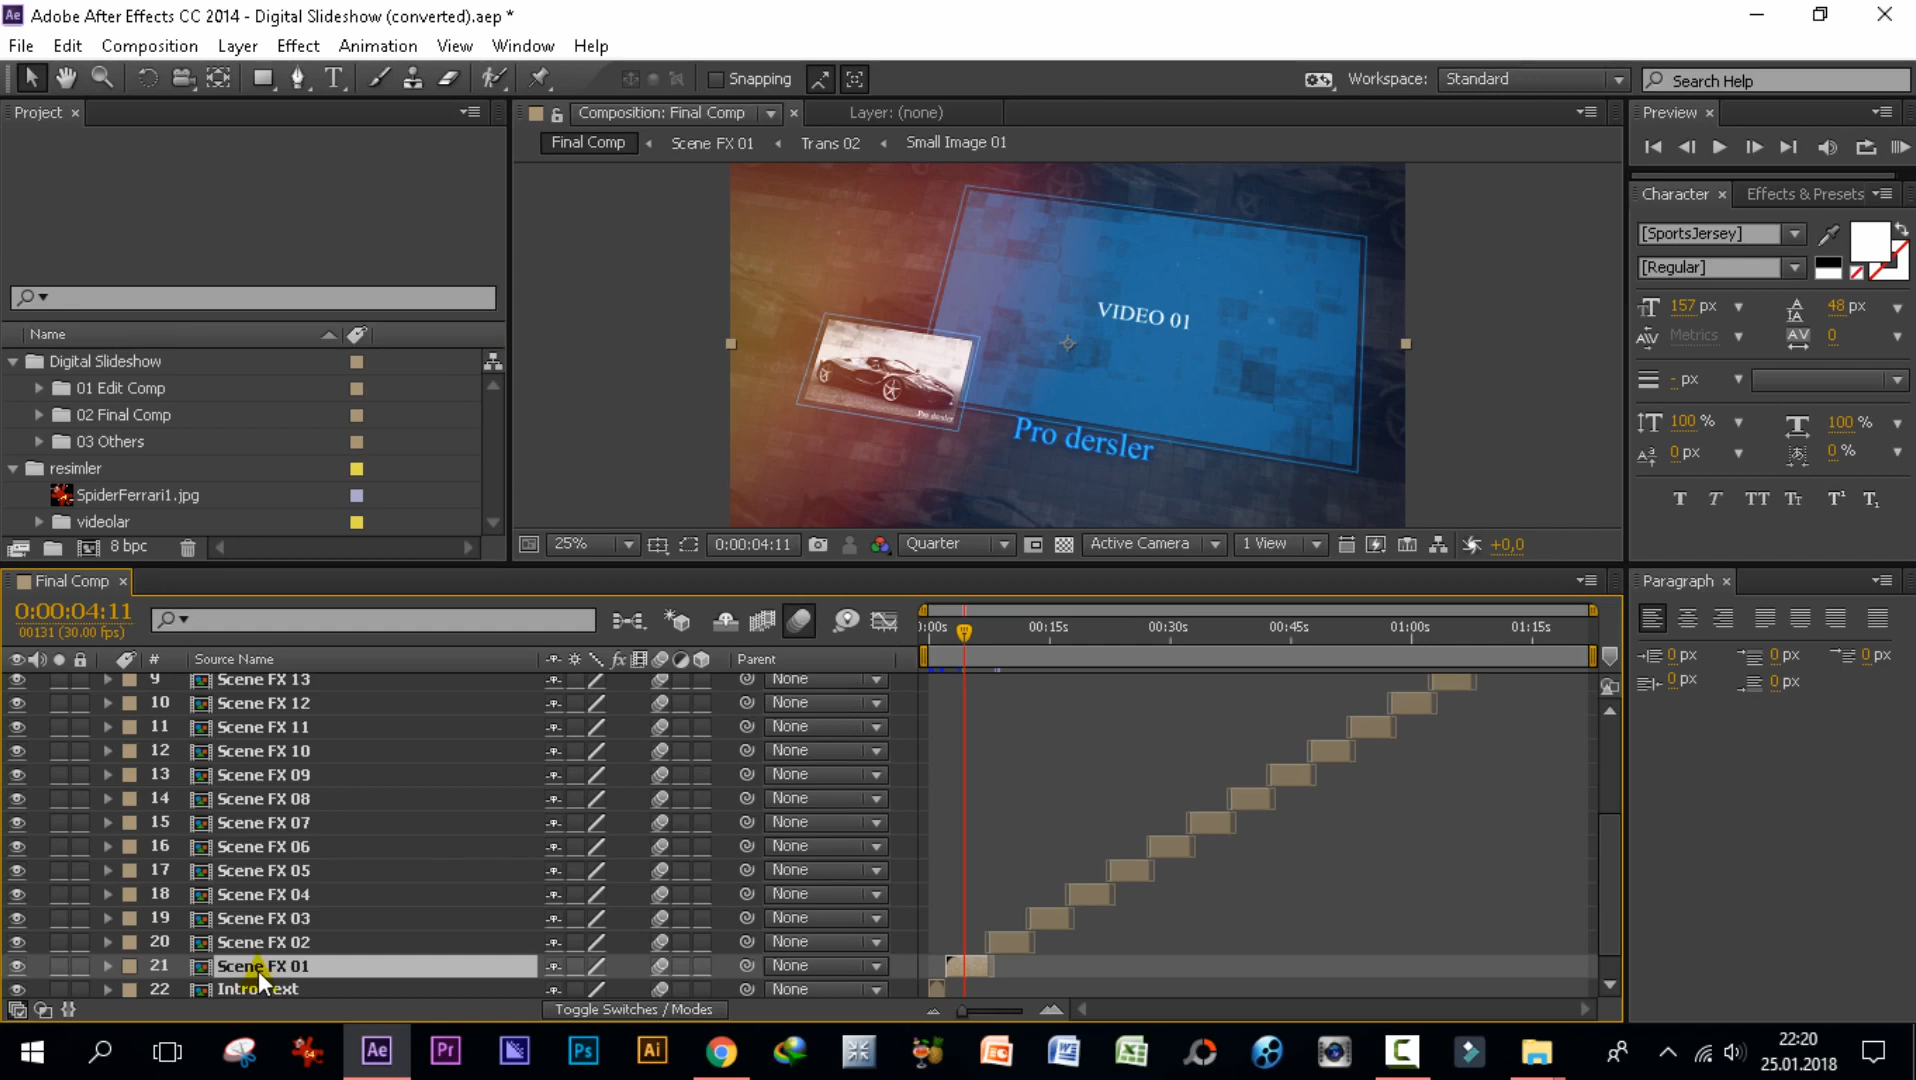 Adobe After Effects CC 2014 - Digital Slideshow (converted).aep *
File Edit Composition Layer Effect Animation View Window Help
Snapping
Workspace: Standard
Search Help
Project
Composition: Final Comp
Layer: (none)
Preview
Final Comp Scene FX 01 Trans 02 Small Image 01
Character
Effects & Presets
[SportsJersey]
[Regular]
157 px
48 px
Metrics
0
- px
100 %
100 %
0 px
0 %
Name
Digital Slideshow
01 Edit Comp
02 Final Comp
03 Others
resimler
SpiderFerrari1.jpg
videolar
8 bpc
VIDEO 01
Pro dersler
Pro dersler
25%
0:00:04:11
Quarter
Active Camera
1 View
+0,0
Final Comp
0:00:04:11
00131 (30.00 fps)
00:15s 00:30s 00:45s 01:00s 01:15s
# Source Name
Parent
9 Scene FX 13 None
10 Scene FX 12 None
11 Scene FX 11 None
12 Scene FX 10 None
13 Scene FX 09 None
14 Scene FX 08 None
15 Scene FX 07 None
16 Scene FX 06 None
17 Scene FX 05 None
18 Scene FX 04 None
19 Scene FX 03 None
20 Scene FX 02 None
21 Scene FX 01 None
22 Intro Text None
Toggle Switches / Modes
Paragraph
0 px
0 px
0 px
0 px
0 px
Ae
Pr
Ps
Ai
22:20
25.01.2018